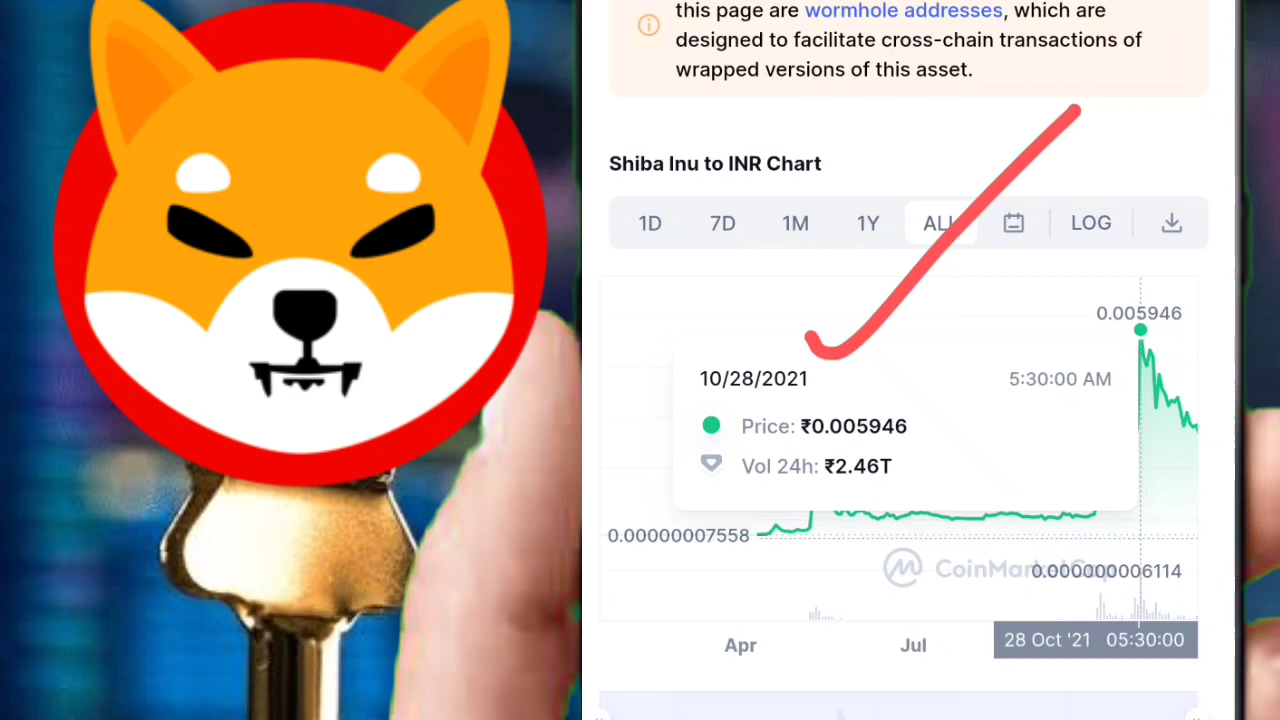 this page are wormhole addresses, which are
designed to facilitate cross-chain transactions of
wrapped versions of this asset.
Shiba Inu to INR Chart
1D 7D 1M 1Y ALL LOG
0.005946
10/28/2021 5:30:00 AM
Price: ₹0.005946
Vol 24h: ₹2.46T
0.00000007558
CoinMarketCap
Apr Jul 28 Oct '21 05:30:00